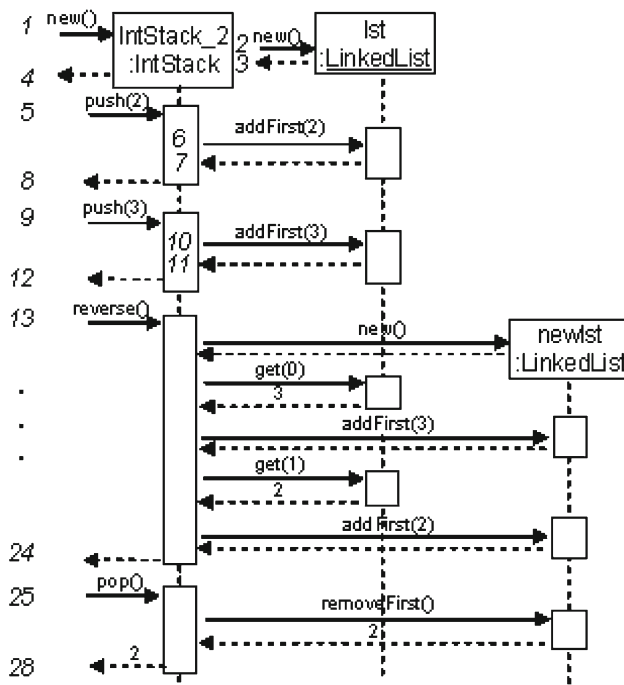 1 new() IntStack_2 2 new() lst
:IntStack 3 :LinkedList
4
5 push(2)
6 addFirst(2)
7
8
9 push(3)
10 addFirst(3)
11
12
13 reverse()
new() newlst
:LinkedList
get(0)
3
addFirst(3)
get(1)
2
addFirst(2)
24
25 pop()
removeFirst()
2
28 2